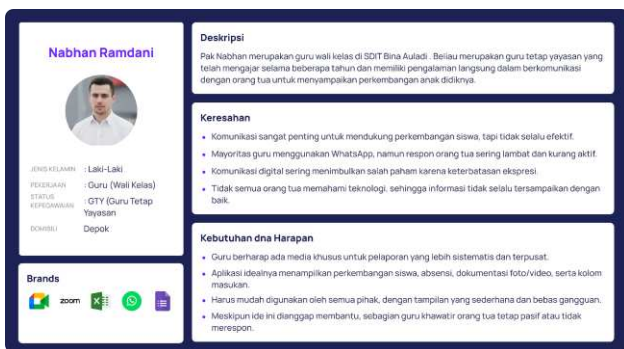 Nabhan Ramdani
JENIS KELAMIN : Laki-Laki
PEKERJAAN : Guru (Wali Kelas)
STATUS KEPEGAWAIAN : GTY (Guru Tetap Yayasan
DOMISILI Depok
Brands
zoom
Deskripsi
Pak Nabhan merupakan guru wali kelas di SDIT Bina Auladi . Beliau merupakan guru tetap yayasan yang
telah mengajar selama beberapa tahun dan memiliki pengalaman langsung dalam berkomunikasi
dengan orang tua untuk menyampaikan perkembangan anak didiknya.
Keresahan
• Komunikasi sangat penting untuk mendukung perkembangan siswa, tapi tidak selalu efektif.
• Mayoritas guru menggunakan WhatsApp, namun respon orang tua sering lambat dan kurang aktif.
• Komunikasi digital sering menimbulkan salah paham karena keterbatasan ekspresi.
• Tidak semua orang tua memahami teknologi, sehingga informasi tidak selalu tersampaikan dengan
baik.
Kebutuhan dna Harapan
• Guru berharap ada media khusus untuk pelaporan yang lebih sistematis dan terpusat.
• Aplikasi idealnya menampilkan perkembangan siswa, absensi, dokumentasi foto/video, serta kolom
masukan.
• Harus mudah digunakan oleh semua pihak, dengan tampilan yang sederhana dan bebas gangguan.
• Meskipun ide ini dianggap membantu, sebagian guru khawatir orang tua tetap pasif atau tidak
merespon.